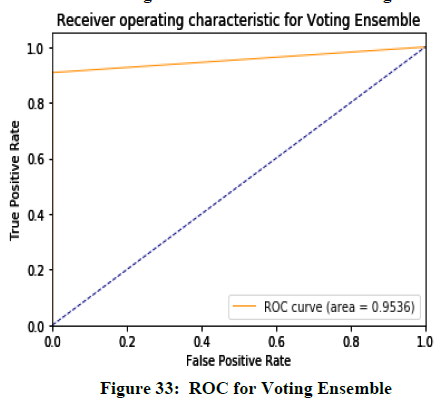 Receiver operating characteristic for Voting Ensemble
True Positive Rate
1.0
0.8
0.6
0.4
0.2
0.0
0.0 0.2 0.4 0.6 0.8 1.0
ROC curve (area = 0.9536)
False Positive Rate
Figure 33: ROC for Voting Ensemble